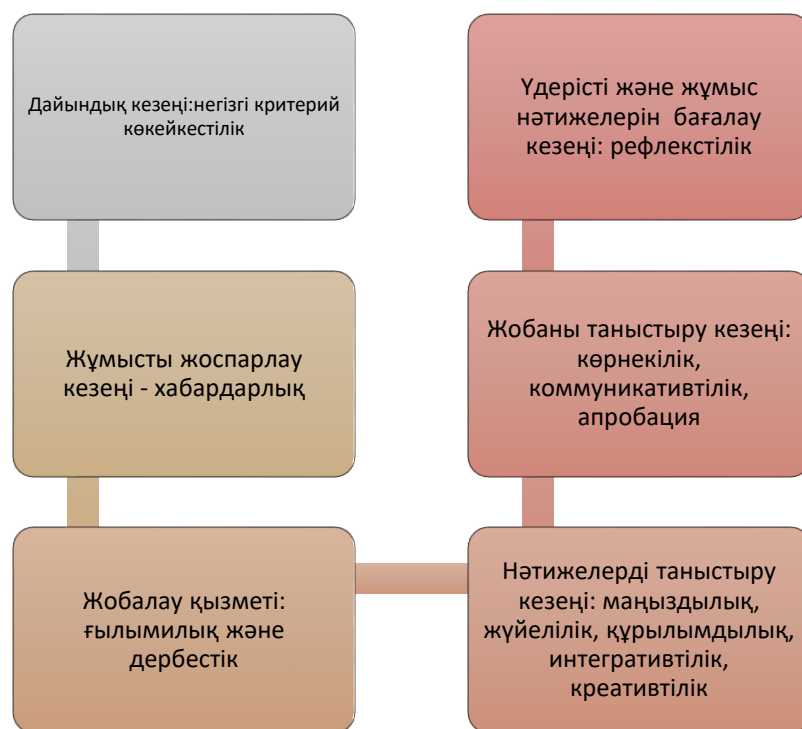 Дайындық кезеңі:негізгі критерий
көкейкестілік
Жұмысты жоспарлау
кезеңі - хабардарлық
Жобалау қызметі:
ғылымилық және
дербестік
Нәтижелерді таныстыру
кезеңі: маңыздылық,
жүйелілік, құрылымдылық,
интегративтілік,
креативтілік
Жобаны таныстыру кезеңі:
көрнекілік,
коммуникативтілік,
апробация
Үдерісті және жұмыс
нәтижелерін  бағалау
кезеңі: рефлекстілік